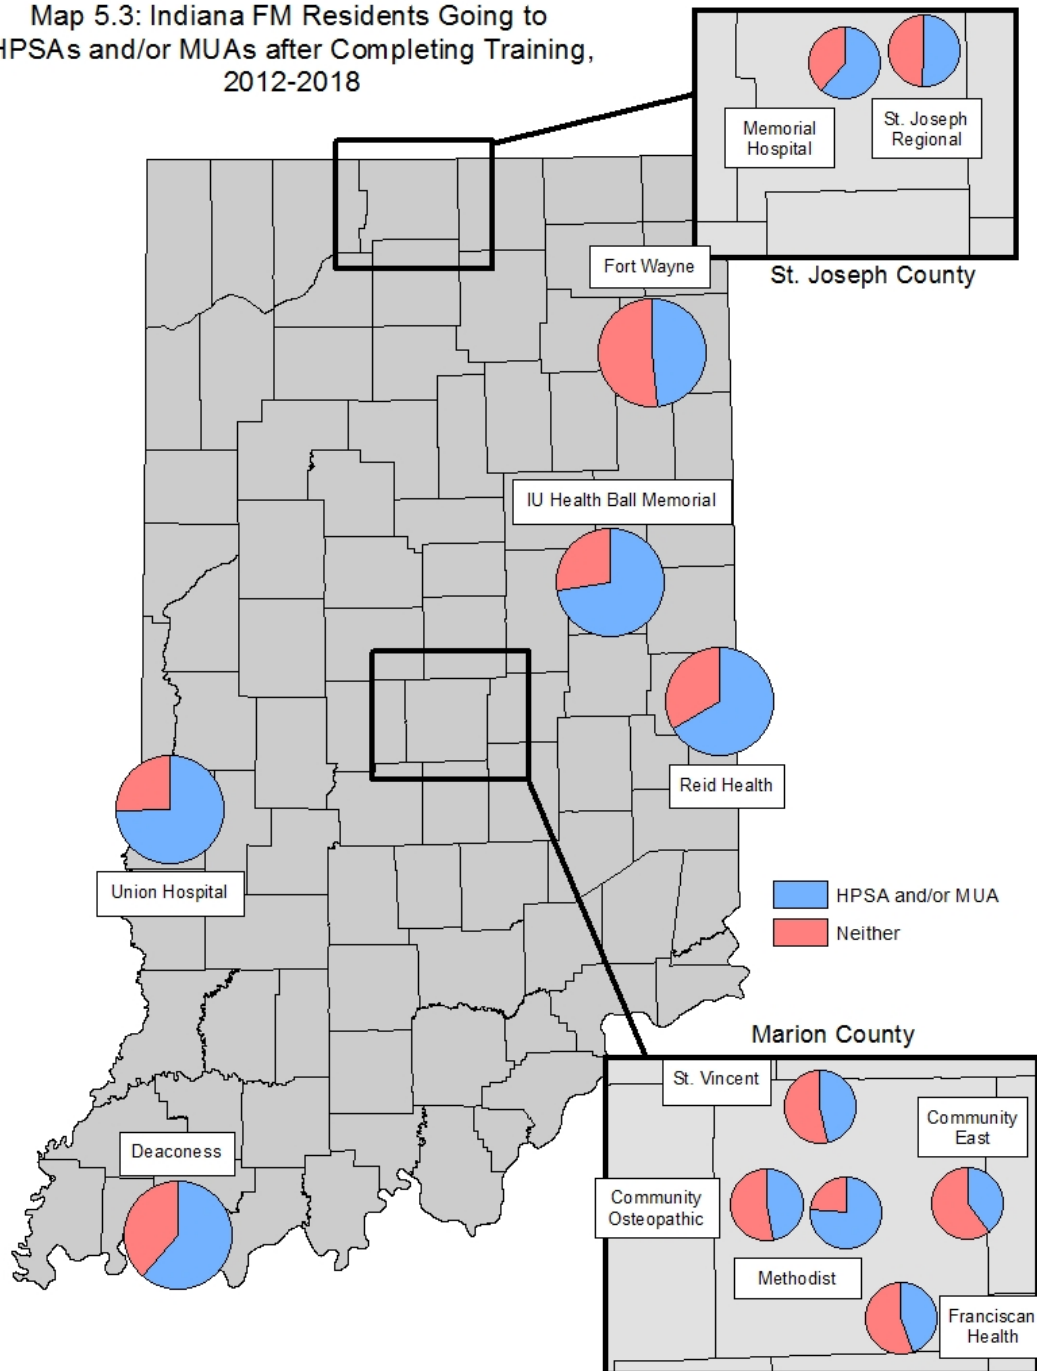 Map 5.3: Indiana FM Residents Going to
HPSAs and/or MUAs after Completing Training,
2012-2018
Memorial
Hospital
St. Joseph
Regional
St. Joseph County
Fort Wayne
IU Health Ball Memorial
Reid Health
Union Hospital
HPSA and/or MUA
Neither
Marion County
St. Vincent
Community
East
Community
Osteopathic
Methodist
Franciscan
Health
Deaconess